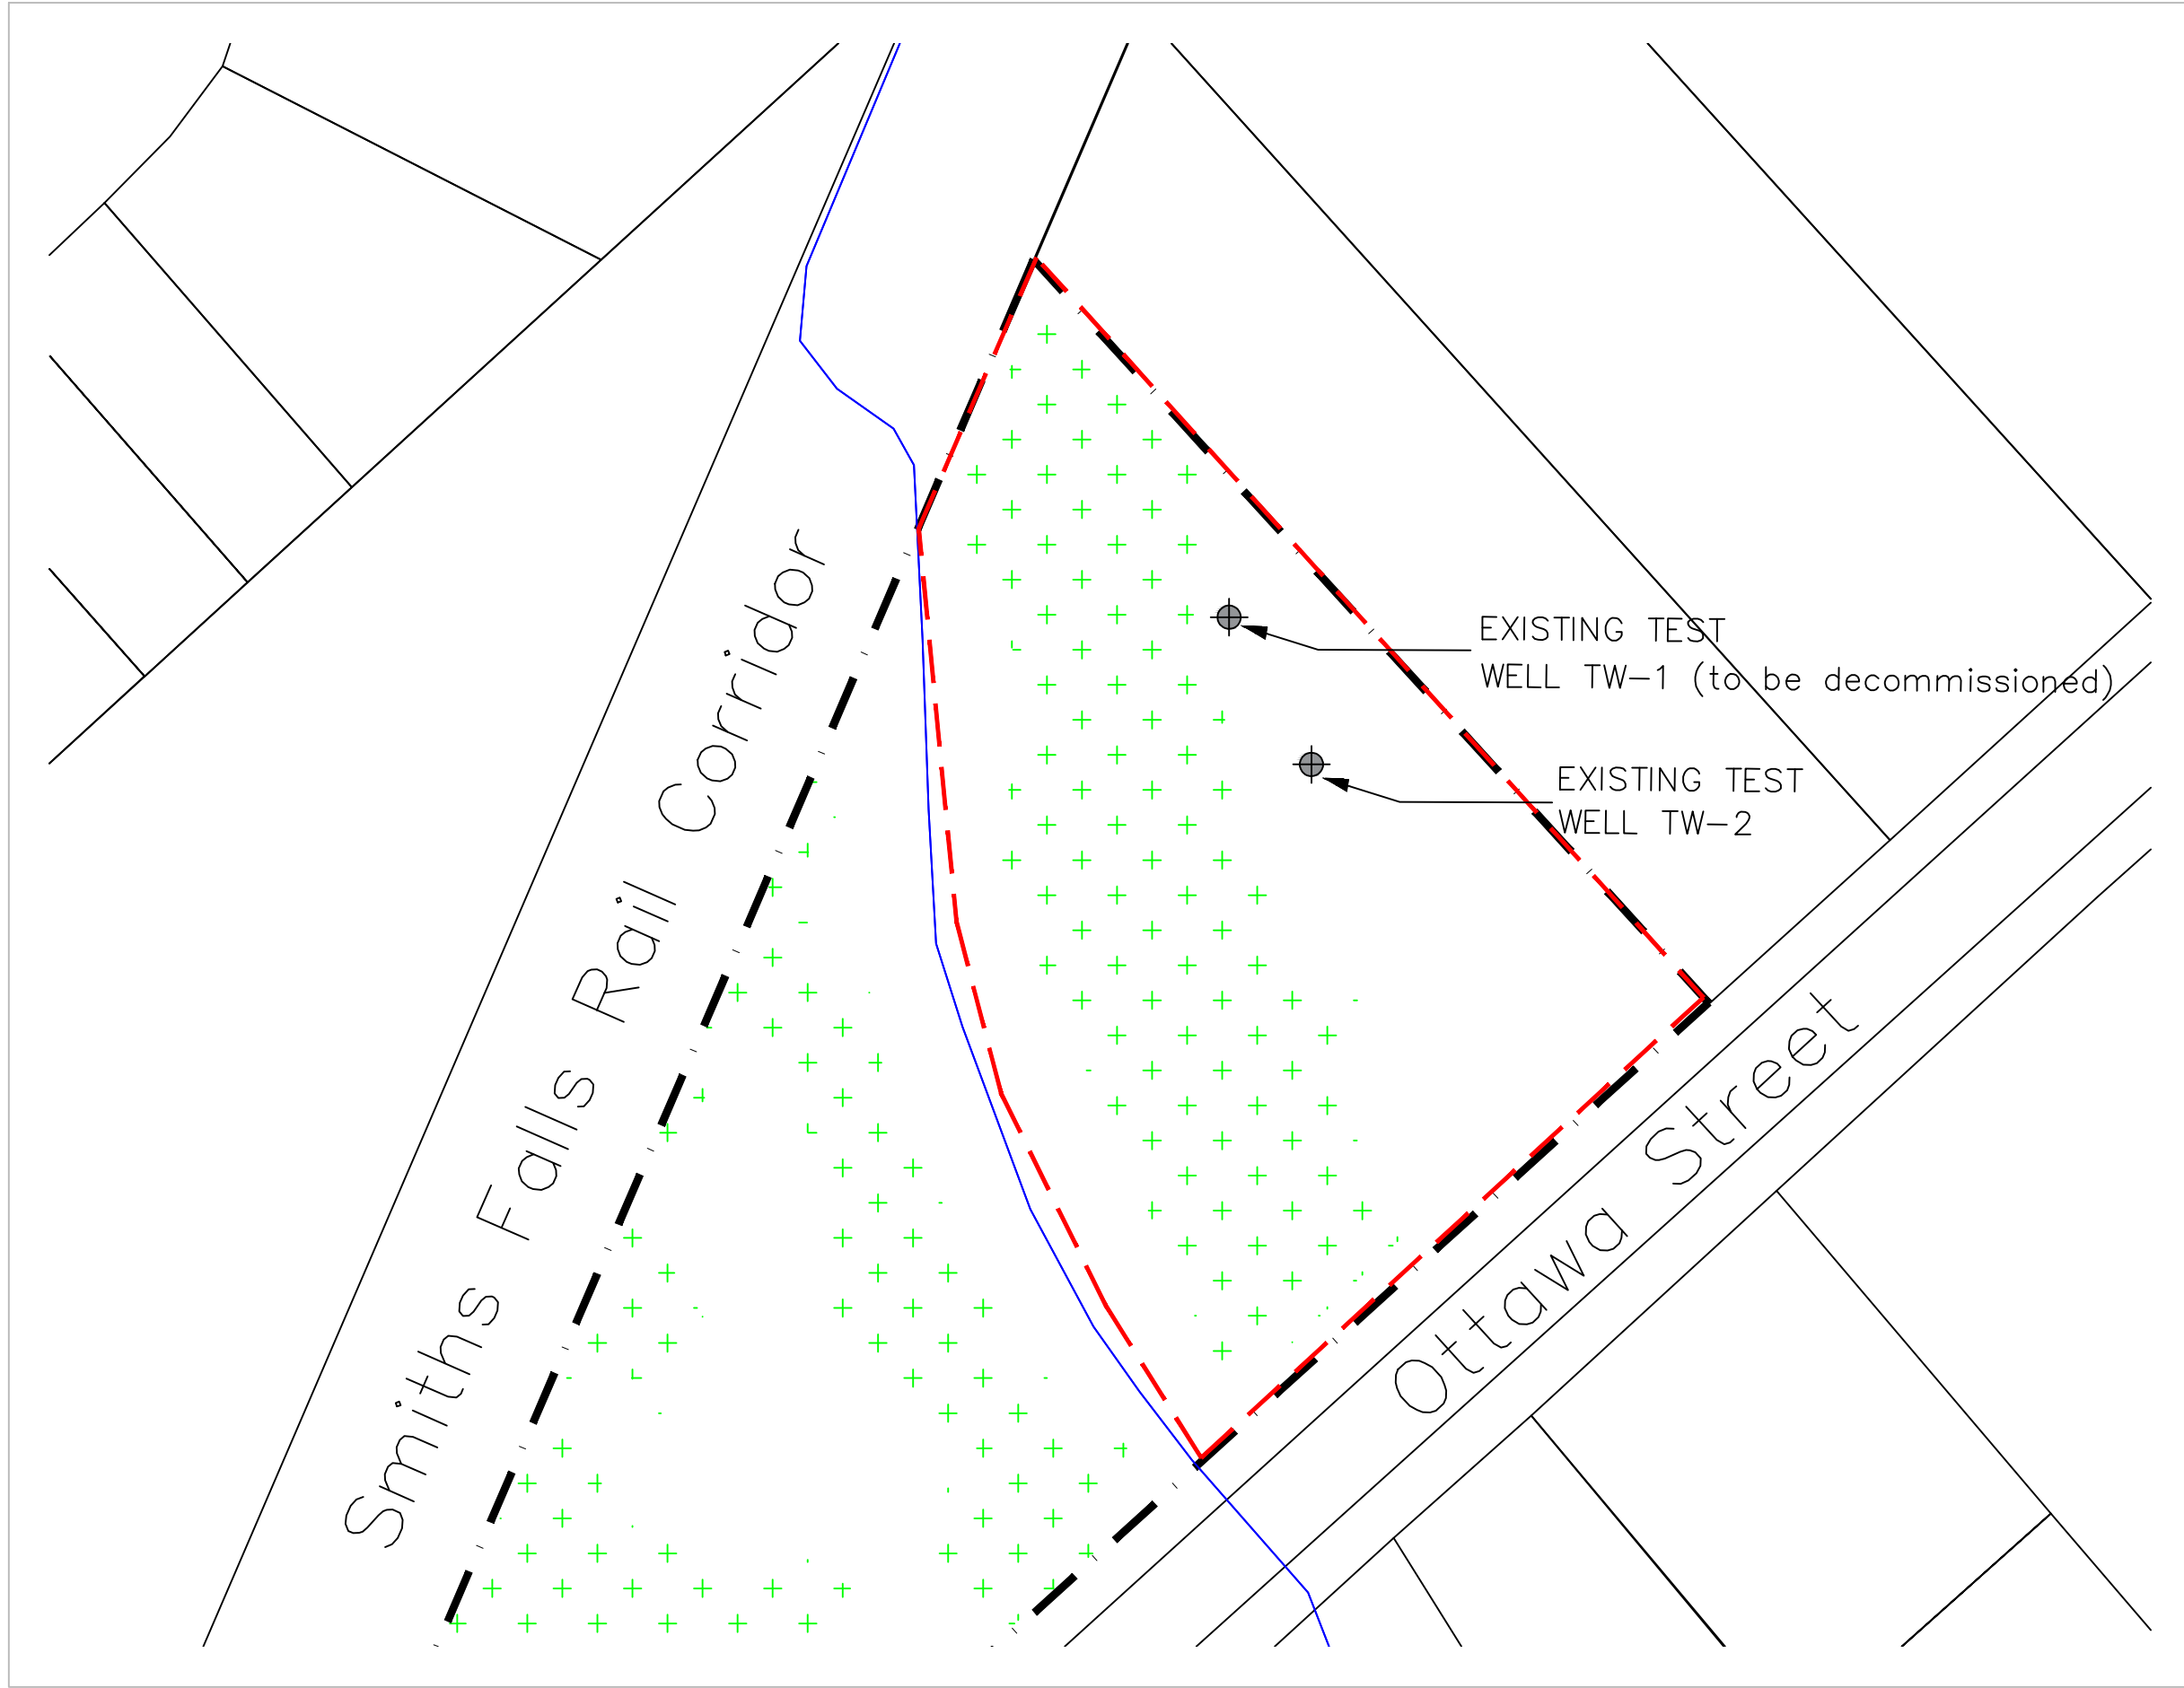 EXISTING TEST
WELL TW-1 (to be decommissioned)
EXISTING TEST
WELL TW-2
Smiths Falls Rail Corridor
Ottawa Street